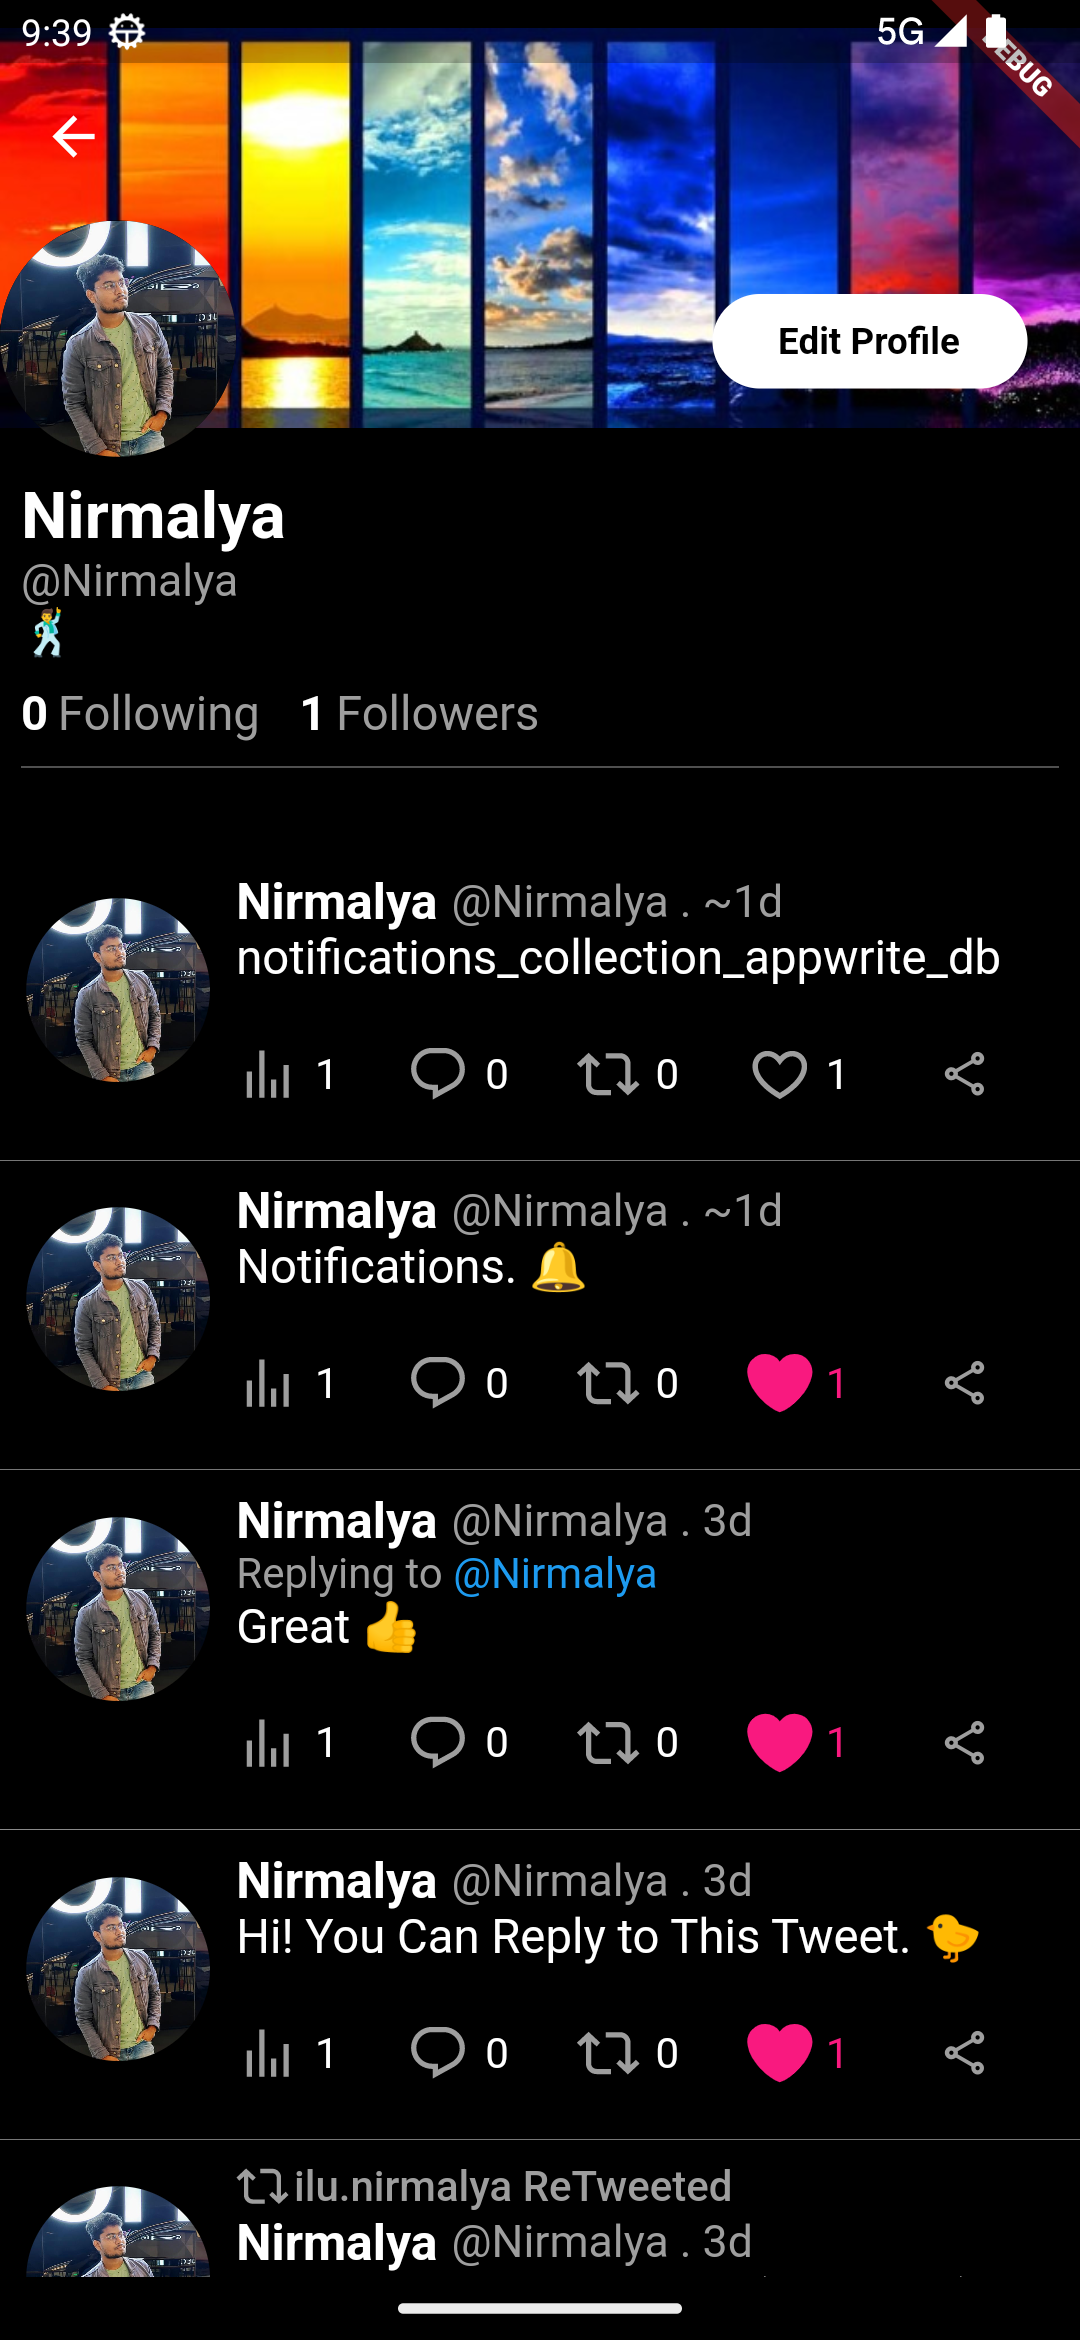 9:39 5G
DEBUG
Edit Profile
Nirmalya
@Nirmalya
🕺
0 Following 1 Followers
Nirmalya @Nirmalya . ~1d
notifications_collection_appwrite_db
1 0 0 1
Nirmalya @Nirmalya . ~1d
Notifications. 🔔
1 0 0 1
Nirmalya @Nirmalya . 3d
Replying to @Nirmalya
Great 👍
1 0 0 1
Nirmalya @Nirmalya . 3d
Hi! You Can Reply to This Tweet. 🐤
1 0 0 1
ilu.nirmalya ReTweeted
Nirmalya @Nirmalya . 3d